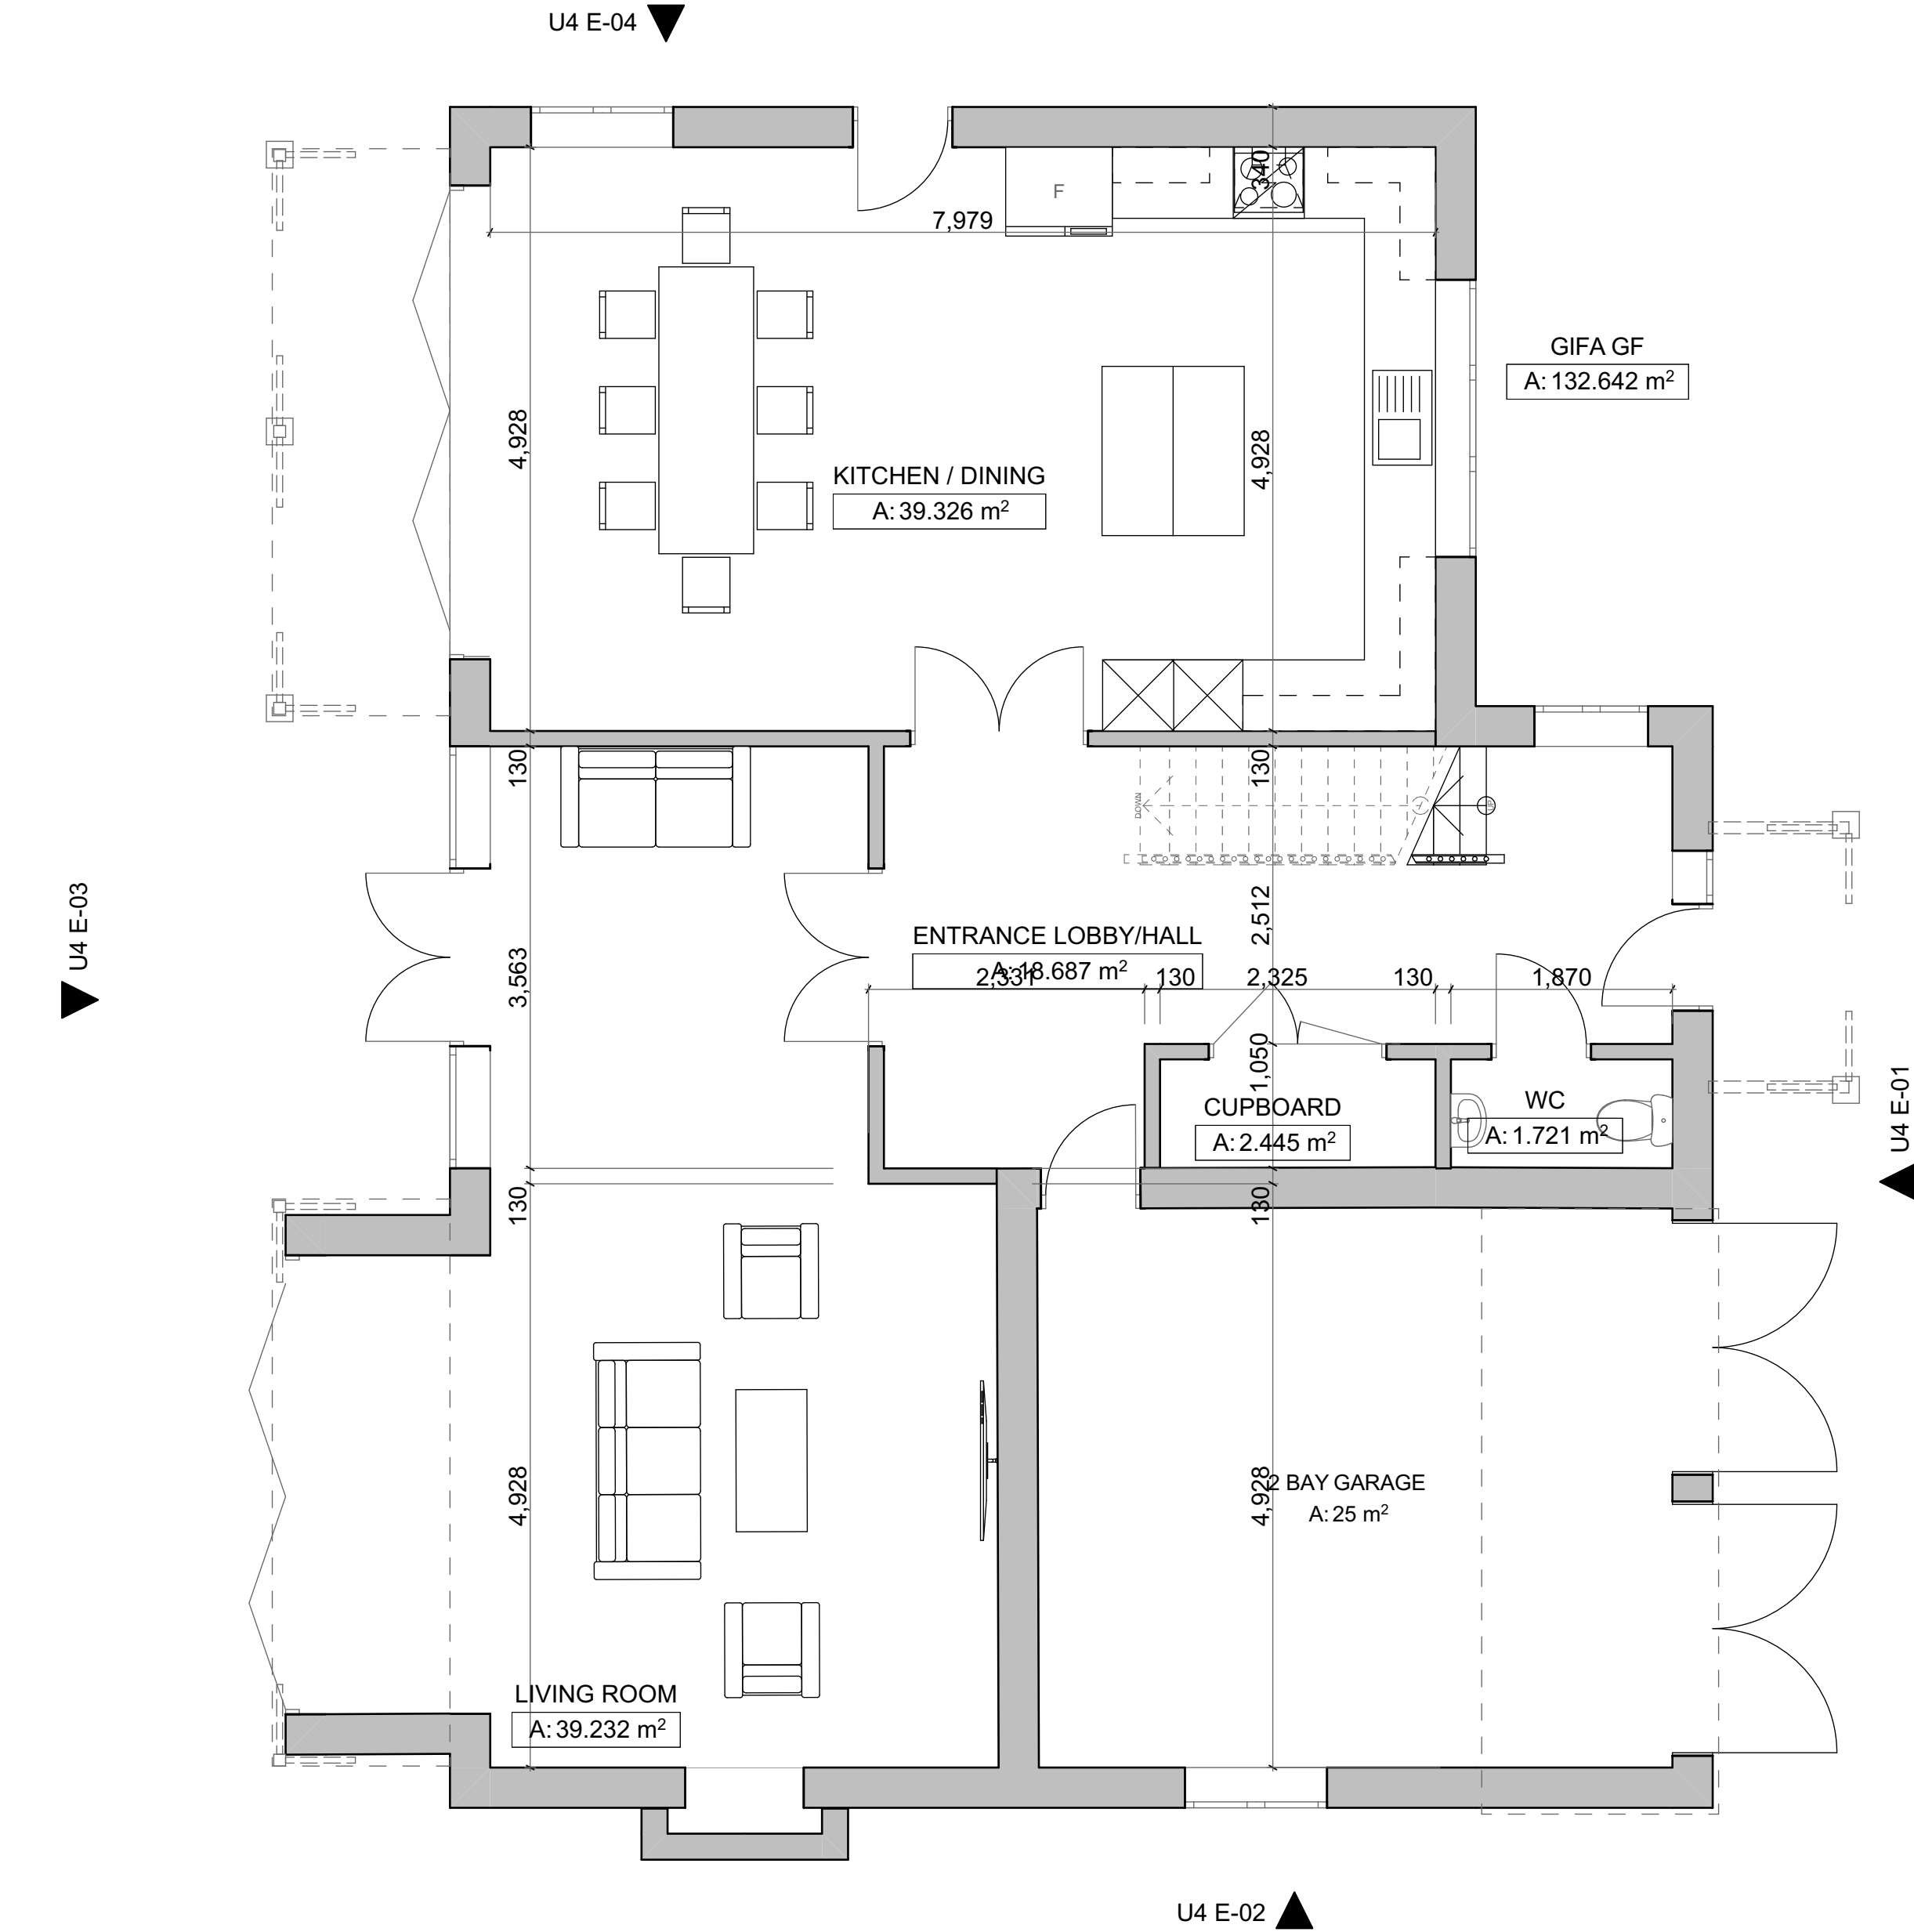 U4 E-04
340
F
7,979
GIFA GF
A: 132.642 m²
4,928
4,928
KITCHEN / DINING
A: 39.326 m²
130
130
DOWN
UP
U4 E-03
2,512
ENTRANCE LOBBY/HALL
A: 18.687 m²
3,563
2,331
130
2,325
130
1,870
1,050
U4 E-01
CUPBOARD
A: 2.445 m²
WC
A: 1.721 m²
130
130
4,928
4,928
2 BAY GARAGE
A: 25 m²
LIVING ROOM
A: 39.232 m²
U4 E-02